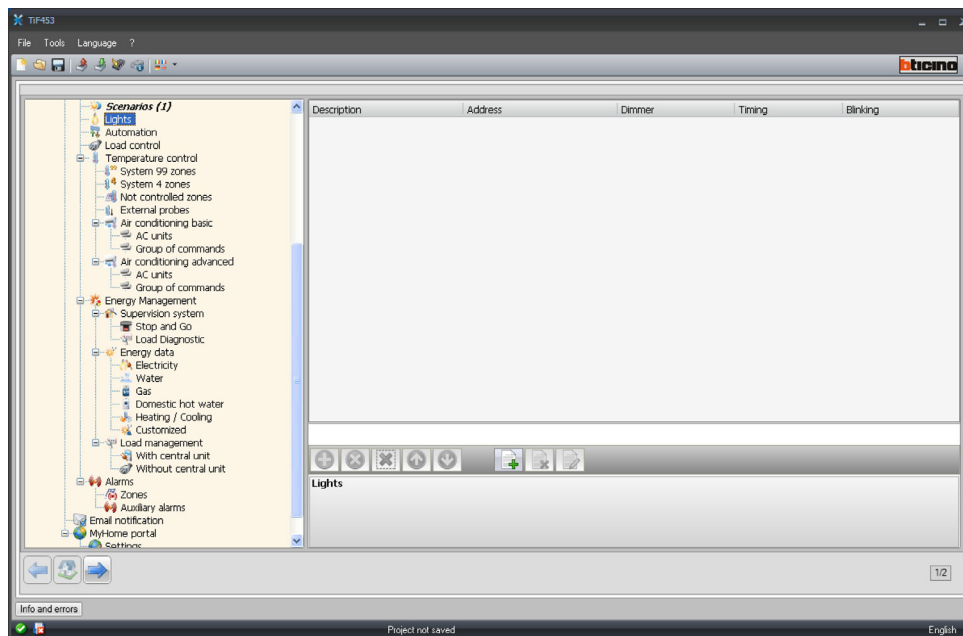 TiF453
File Tools Language ?
bticino
Scenarios (1)
Lights
Automation
Load control
Temperature control
System 99 zones
System 4 zones
Not controlled zones
External probes
Air conditioning basic
AC units
Group of commands
Air conditioning advanced
AC units
Group of commands
Energy Management
Supervision system
Stop and Go
Load Diagnostic
Energy data
Electricity
Water
Gas
Domestic hot water
Heating / Cooling
Customized
Load management
With central unit
Without central unit
Alarms
Zones
Auxiliary alarms
Email notification
MyHome portal
Settings
Description Address Dimmer Timing Blinking
Lights
1/2
Info and errors
Project not saved English